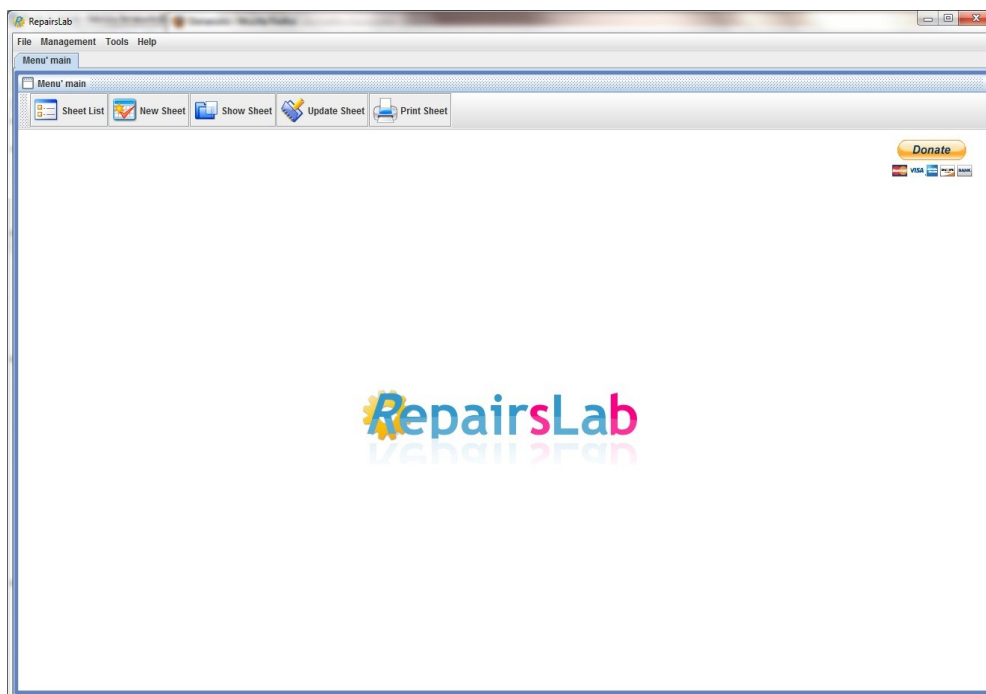 RepairsLab
File Management Tools Help
Menu' main
Menu' main
Sheet List New Sheet Show Sheet Update Sheet Print Sheet
Donate
VISA
RepairsLab